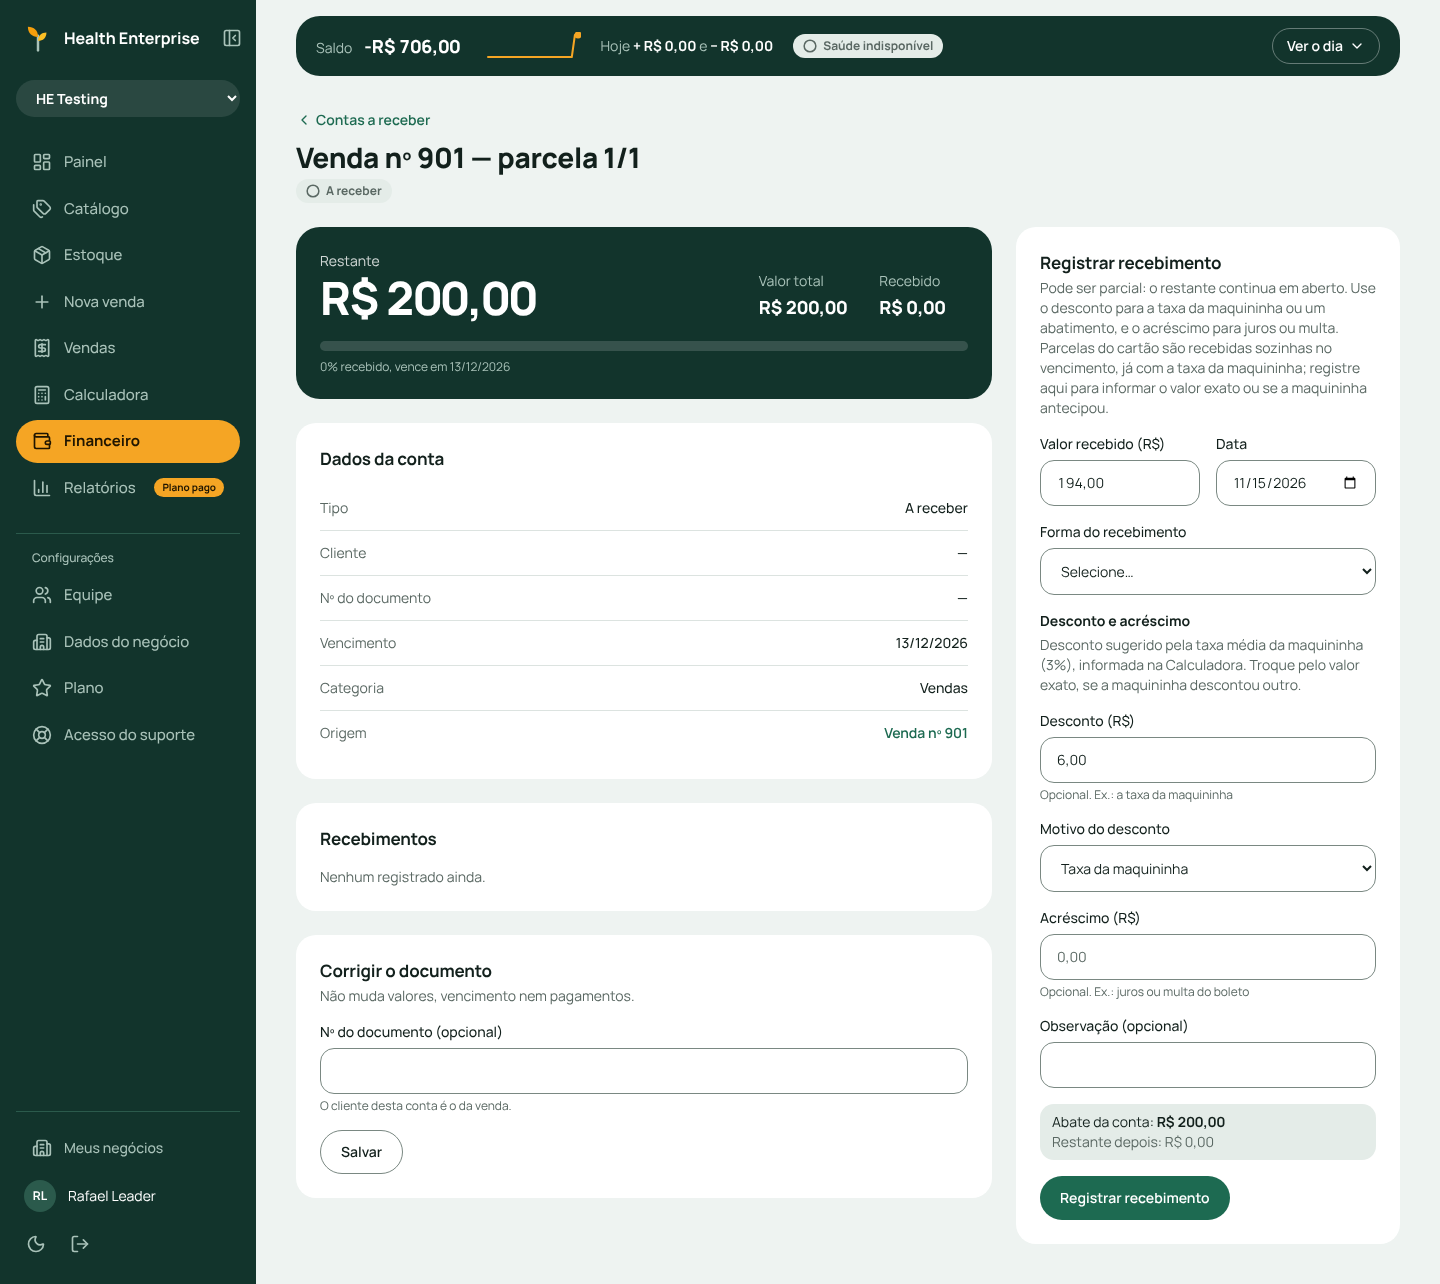 Health Enterprise
HE Testing
Painel
Catálogo
Estoque
Nova venda
Vendas
Calculadora
Financeiro
Relatórios Plano pago
Configurações
Equipe
Dados do negócio
Plano
Acesso do suporte
Meus negócios
RL Rafael Leader
Saldo -R$ 706,00 Hoje + R$ 0,00 e − R$ 0,00 Saúde indisponível Ver o dia
Contas a receber
Venda nº 901 — parcela 1/1
A receber
Restante
R$ 200,00
Valor total
R$ 200,00
Recebido
R$ 0,00
0% recebido, vence em 13/12/2026
Dados da conta
Tipo A receber
Cliente —
Nº do documento —
Vencimento 13/12/2026
Categoria Vendas
Origem Venda nº 901
Recebimentos
Nenhum registrado ainda.
Corrigir o documento
Não muda valores, vencimento nem pagamentos.
Nº do documento (opcional)
O cliente desta conta é o da venda.
Salvar
Registrar recebimento
Pode ser parcial: o restante continua em aberto. Use
o desconto para a taxa da maquininha ou um
abatimento, e o acréscimo para juros ou multa.
Parcelas do cartão são recebidas sozinhas no
vencimento, já com a taxa da maquininha; registre
aqui para informar o valor exato ou se a maquininha
antecipou.
Valor recebido (R$) Data
194,00 11/15/2026
Forma do recebimento
Selecione...
Desconto e acréscimo
Desconto sugerido pela taxa média da maquininha
(3%), informada na Calculadora. Troque pelo valor
exato, se a maquininha descontou outro.
Desconto (R$)
6,00
Opcional. Ex.: a taxa da maquininha
Motivo do desconto
Taxa da maquininha
Acréscimo (R$)
0,00
Opcional. Ex.: juros ou multa do boleto
Observação (opcional)
Abate da conta: R$ 200,00
Restante depois: R$ 0,00
Registrar recebimento